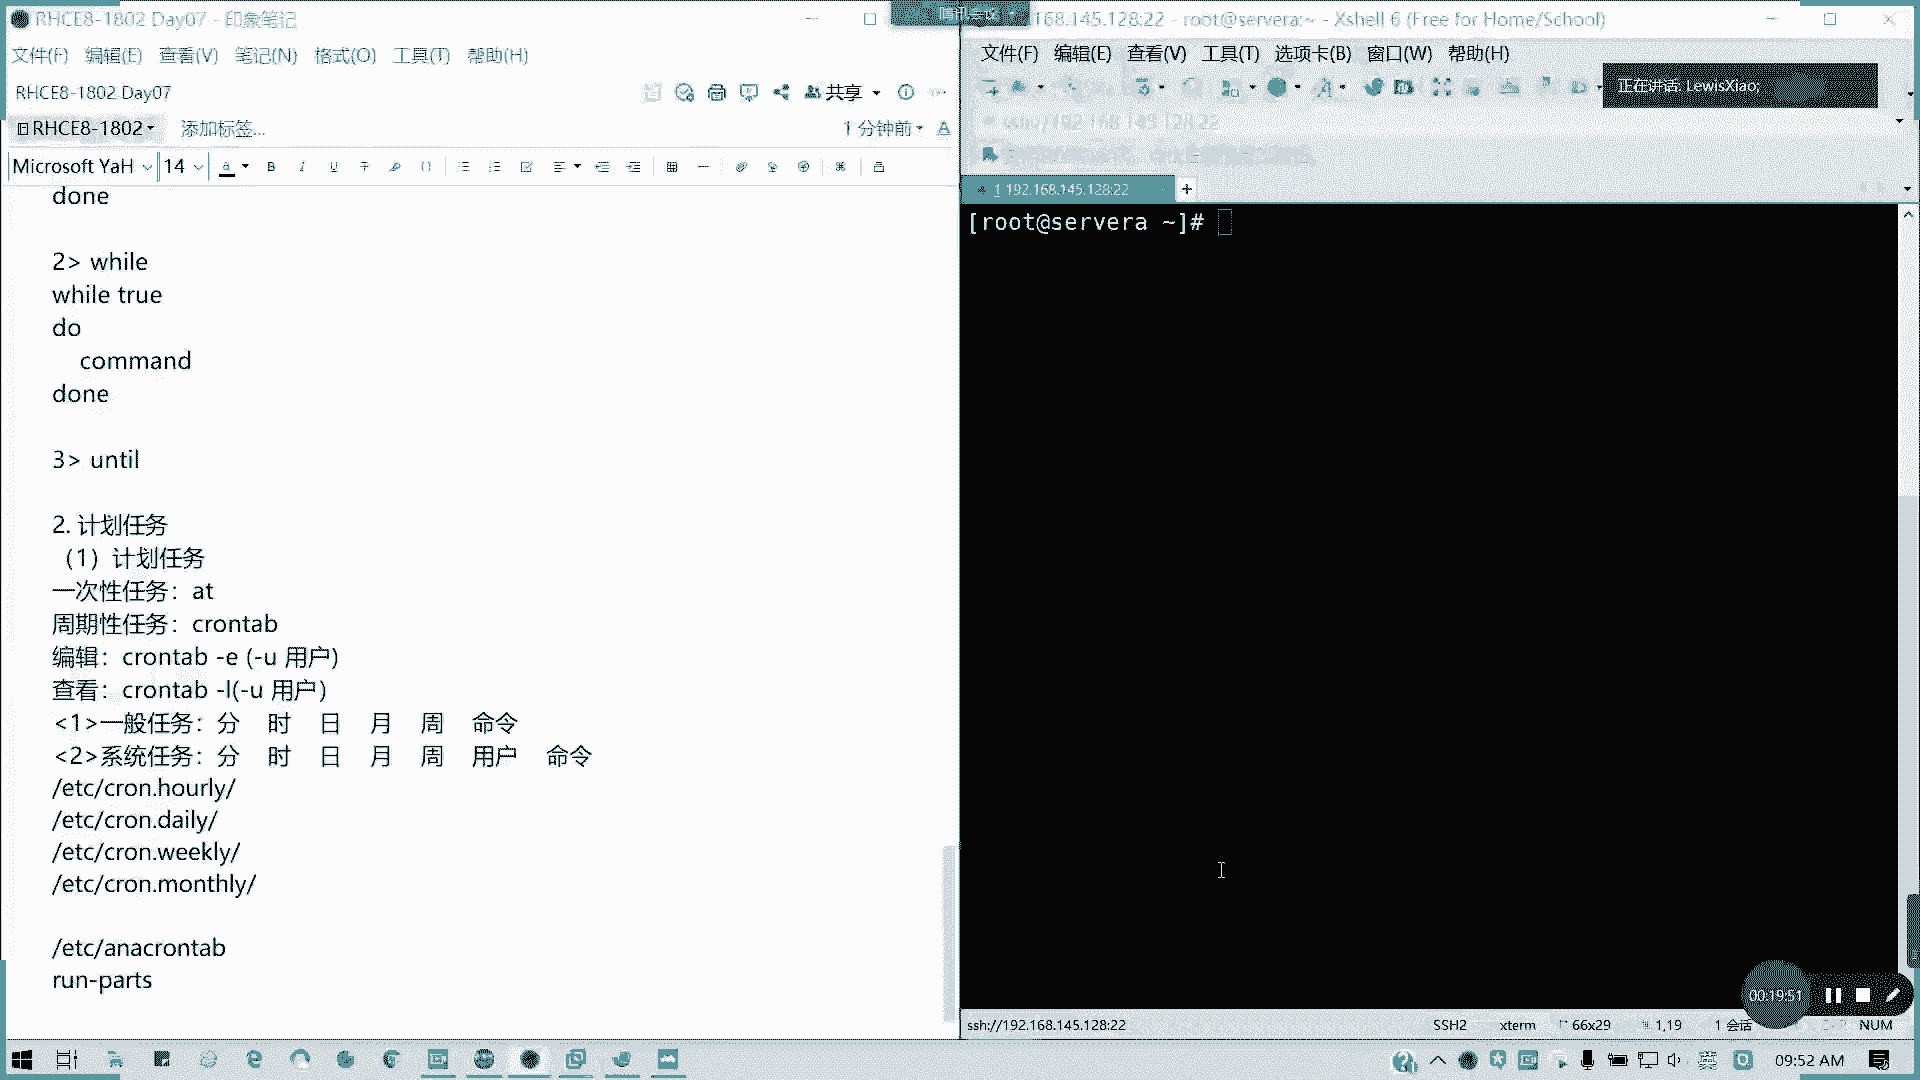 RHCE8-1802 Day07 - 印象笔记
文件(F) 编辑(E) 查看(V) 笔记(N) 格式(O) 工具(T) 帮助(H)
RHCE8-1802 Day07
共享
RHCE8-1802
添加标签...
1 分钟前
Microsoft YaH
14
done
2> while
while true
do
command
done
3> until
2. 计划任务
（1）计划任务
一次性任务：at
周期性任务：crontab
编辑：crontab -e (-u 用户)
查看：crontab -l(-u 用户)
<1>一般任务：分 时 日 月 周 命令
<2>系统任务：分 时 日 月 周 用户 命令
/etc/cron.hourly/
/etc/cron.daily/
/etc/cron.weekly/
/etc/cron.monthly/
/etc/anacrontab
run-parts
腾讯会议
168.145.128:22 - root@servera:~ - Xshell 6 (Free for Home/School)
文件(F) 编辑(E) 查看(V) 工具(T) 选项卡(B) 窗口(W) 帮助(H)
正在讲话: LewisXiao;
1 192.168.145.128:22
[root@servera ~]#
00:19:51
ssh://192.168.145.128:22
SSH2
xterm
66x29
1,19
1 会话
NUM
英
09:52 AM